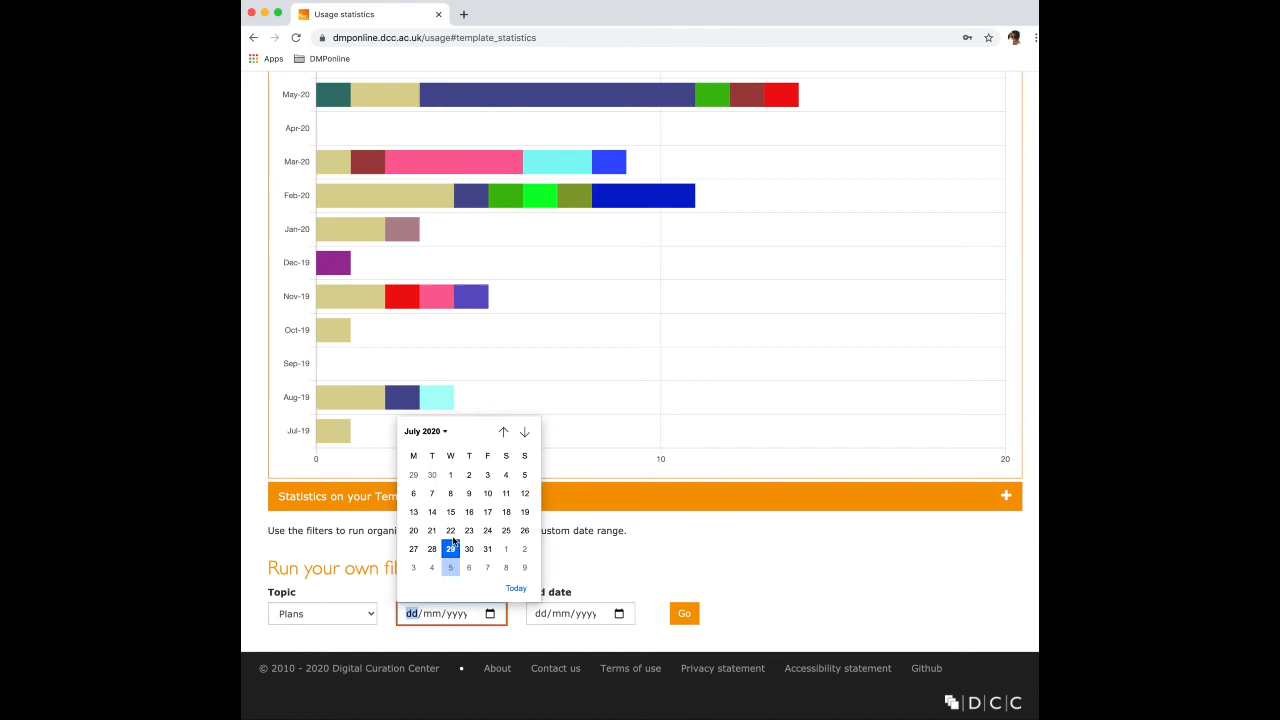 Usage statistics
dmponline.dcc.ac.uk/usage#template_statistics
Apps DMPonline
May-20
Apr-20
Mar-20
Feb-20
Jan-20
Dec-19
Nov-19
Oct-19
Sep-19
Aug-19
Jul-19
0 10 20
July 2020
M T W T F S S
29 30 1 2 3 4 5
6 7 8 9 10 11 12
13 14 15 16 17 18 19
20 21 22 23 24 25 26
27 28 29 30 31 1 2
3 4 5 6 7 8 9
Today
Statistics on your Tem
Use the filters to run organi ustom date range.
Run your own fil
Topic d date
Plans dd/mm/yyyy dd/mm/yyyy Go
© 2010 - 2020 Digital Curation Center • About Contact us Terms of use Privacy statement Accessibility statement Github
DCC